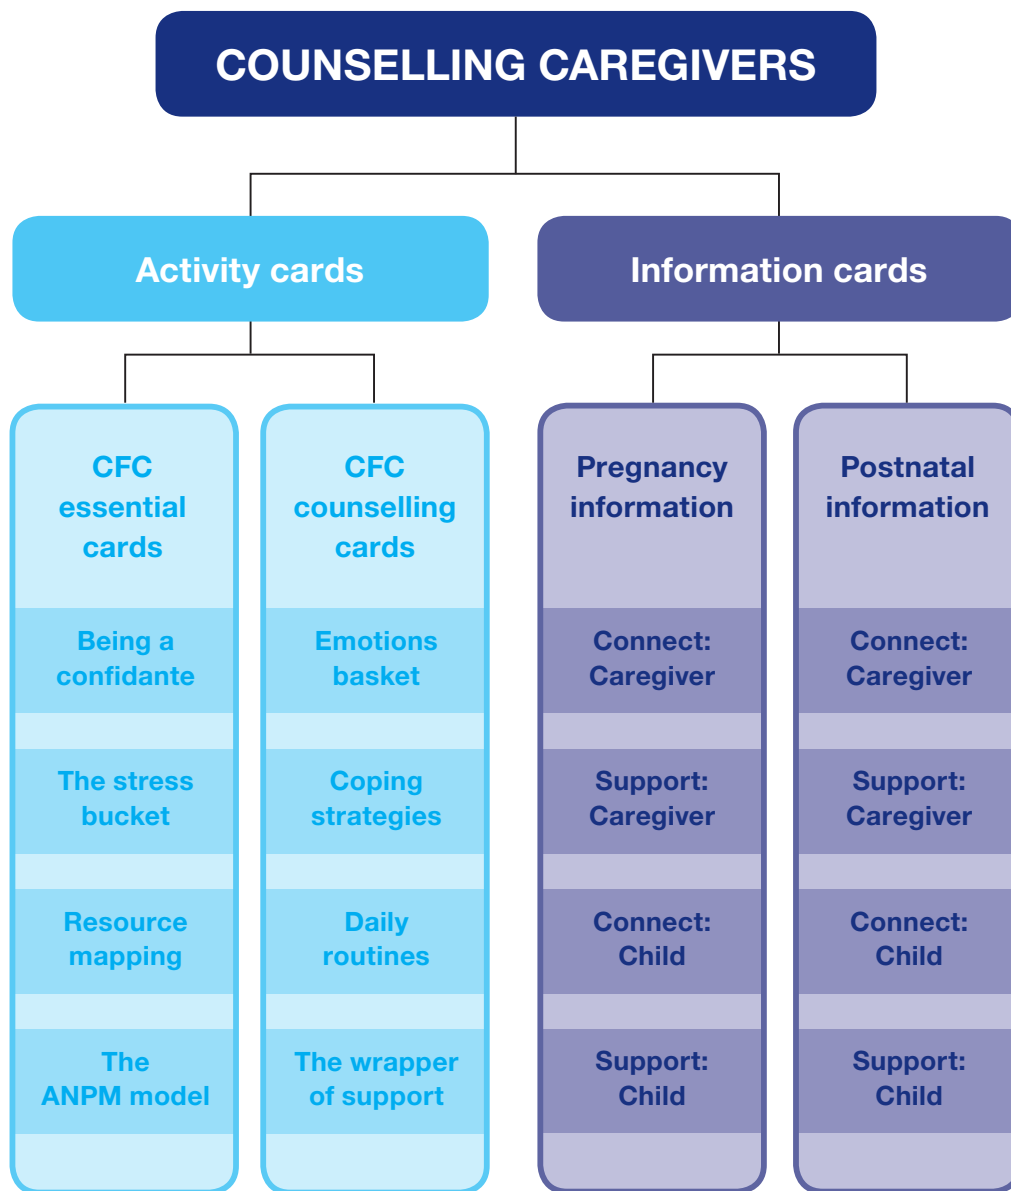 COUNSELLING CAREGIVERS
Activity cards
Information cards
CFC
essential
cards
Being a
confidante
The stress
bucket
Resource
mapping
The
ANPM model
CFC
counselling
cards
Emotions
basket
Coping
strategies
Daily
routines
The wrapper
of support
Pregnancy
information
Connect:
Caregiver
Support:
Caregiver
Connect:
Child
Support:
Child
Postnatal
information
Connect:
Caregiver
Support:
Caregiver
Connect:
Child
Support:
Child